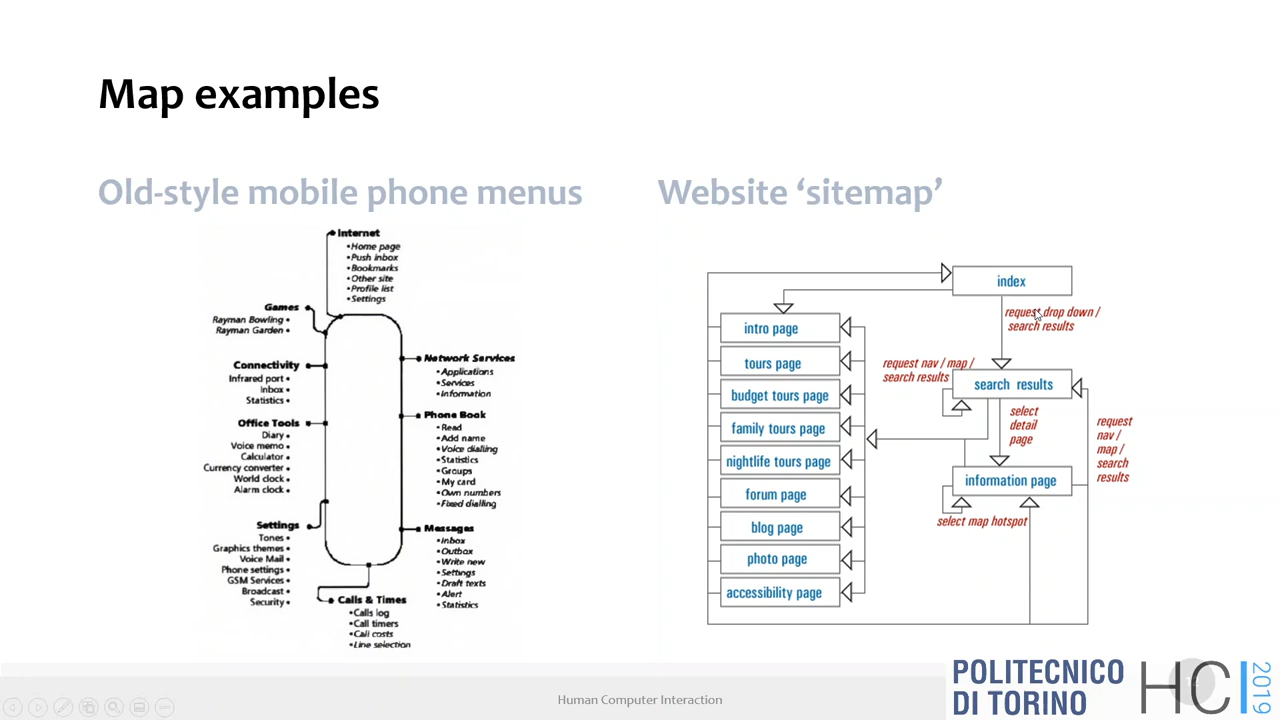 Map examples
Old-style mobile phone menus
Internet
•Home page
•Push inbox
•Bookmarks
•Other site
•Profile list
•Settings
Games
Rayman Bowling•
Rayman Garden•
Connectivity
Infrared port•
Inbox•
Statistics•
Office Tools
Diary•
Voice memo•
Calculator•
Currency converter•
World clock•
Alarm clock•
Settings
Tones•
Graphics themes•
Voice Mail•
Phone settings•
GSM Services•
Broadcast•
Security•
Network Services
•Applications
•Services
•Information
Phone Book
•Read
•Add name
•Voice dialling
•Statistics
•Groups
•My card
•Own numbers
•Fixed dialling
Messages
•Inbox
•Outbox
•Write new
•Settings
•Draft texts
•Alert
•Statistics
Calls & Times
•Calls log
•Call timers
•Call costs
•Line selection
Website ‘sitemap’
index
request drop down /
search results
intro page
tours page
budget tours page
family tours page
nightlife tours page
forum page
blog page
photo page
accessibility page
request nav / map /
search results
search results
select
detail
page
request
nav /
map /
search
results
information page
select map hotspot
Human Computer Interaction
POLITECNICO
DI TORINO
HCI
2019